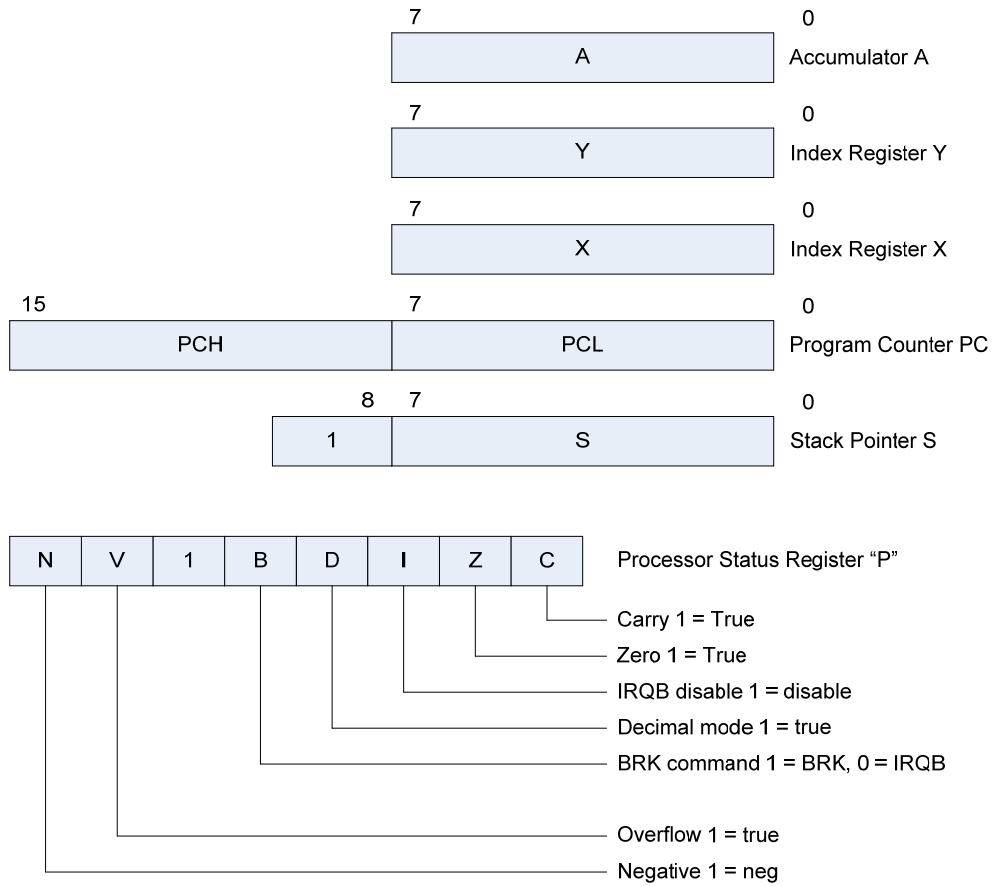 7 0
A Accumulator A
7 0
Y Index Register Y
7 0
X Index Register X
15 7 0
PCH PCL Program Counter PC
8 7 0
1 S Stack Pointer S
N V 1 B D I Z C Processor Status Register “P”
Carry 1 = True
Zero 1 = True
IRQB disable 1 = disable
Decimal mode 1 = true
BRK command 1 = BRK, 0 = IRQB
Overflow 1 = true
Negative 1 = neg